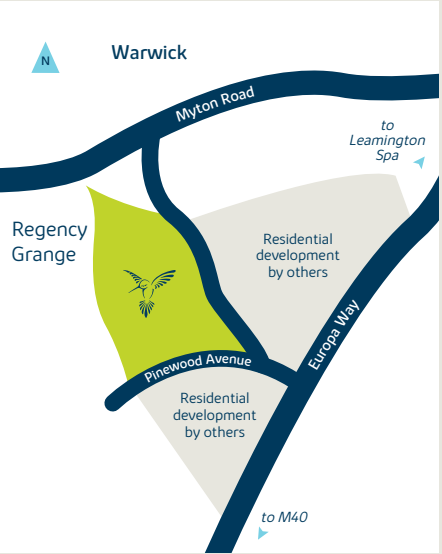 N
Warwick
Myton Road
to
Leamington
Spa
Regency
Grange
Residential
development
by others
Europa Way
Pinewood Avenue
Residential
development
by others
to M40